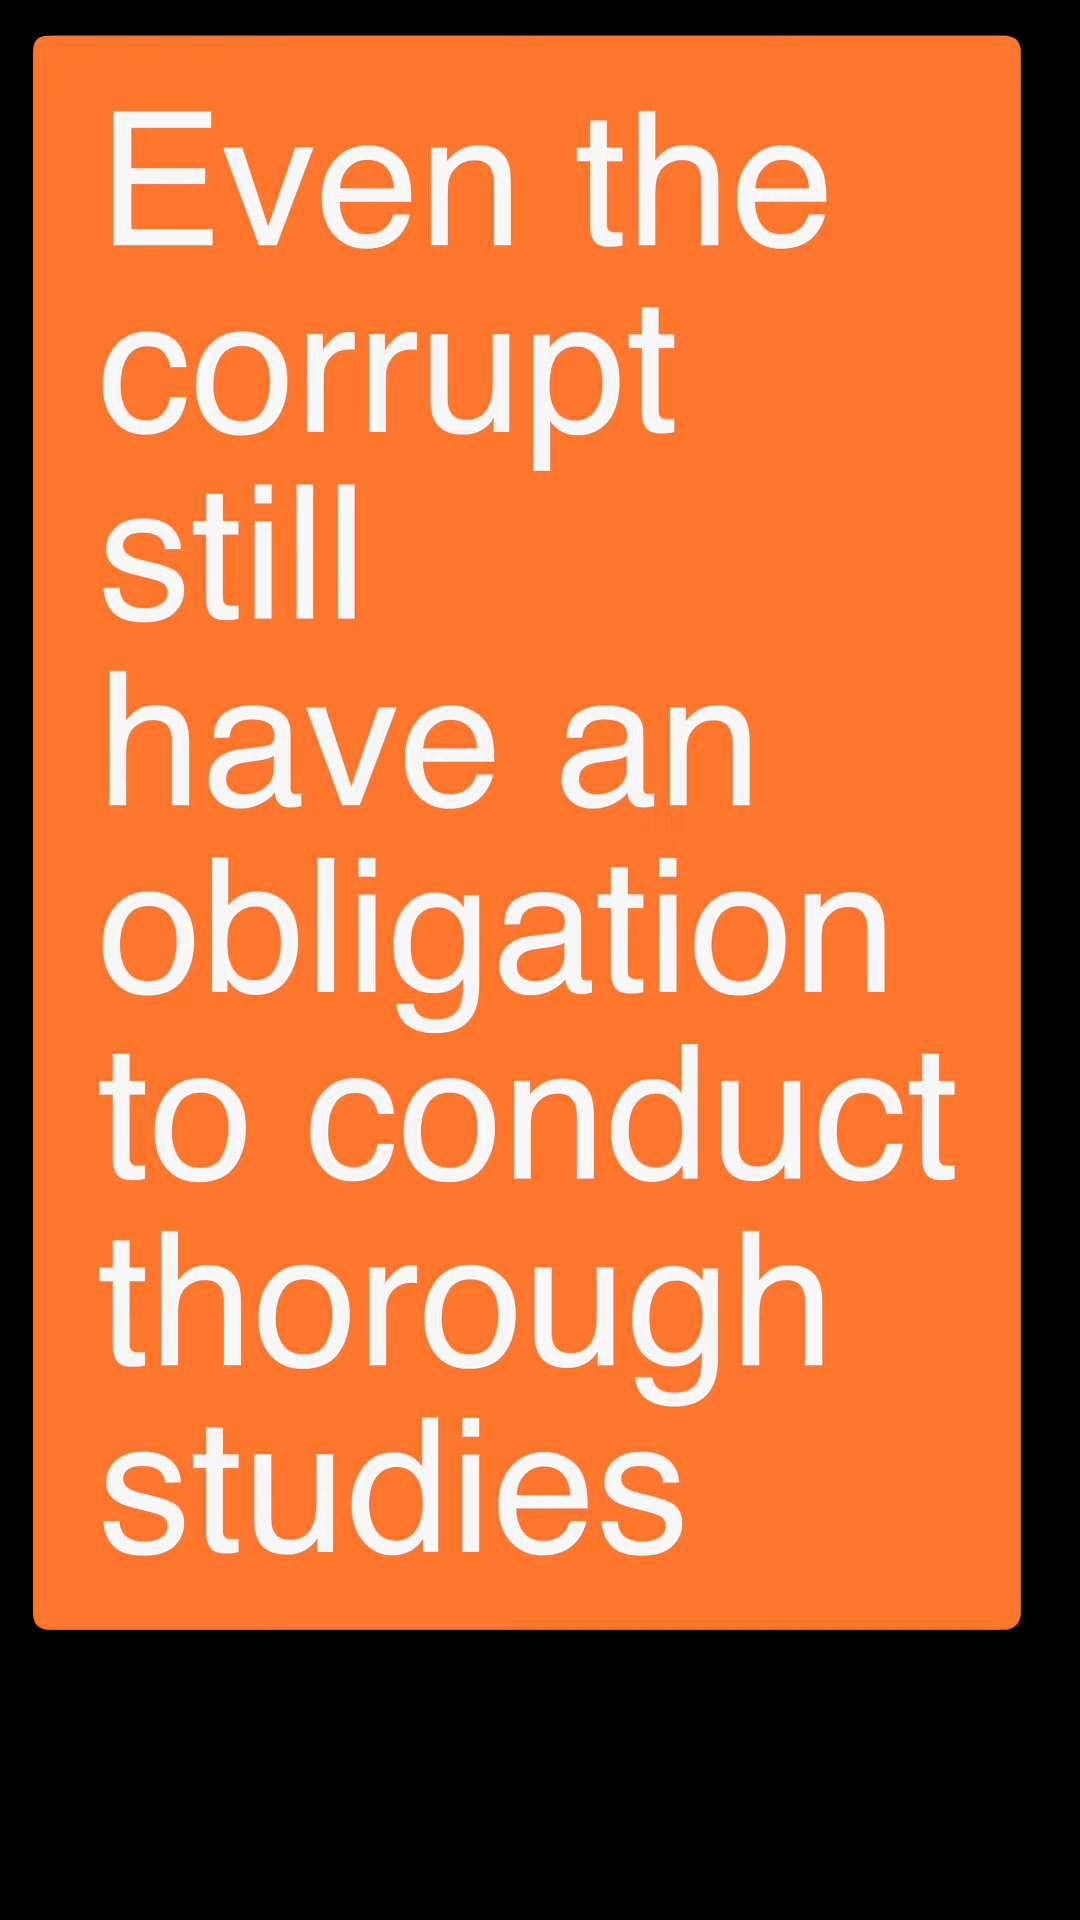 Even the
corrupt
still
have an
obligation
to conduct
thorough
studies